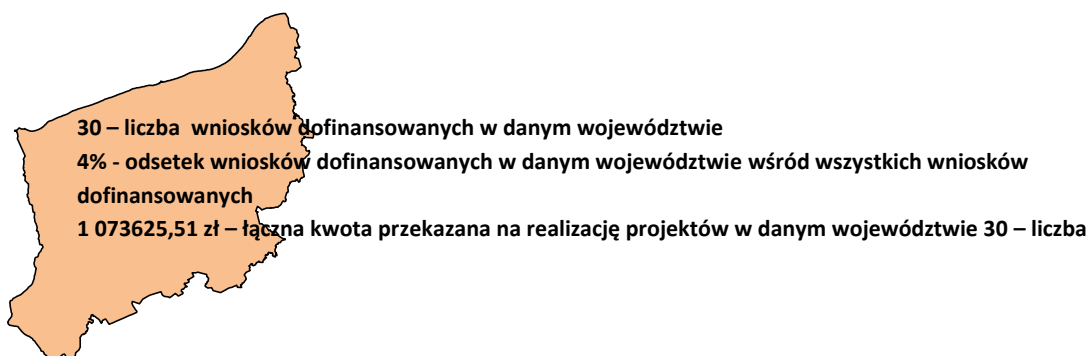 30 – liczba  wniosków dofinansowanych w danym województwie
4% - odsetek wniosków dofinansowanych w danym województwie wśród wszystkich wniosków
dofinansowanych
1 073625,51 zł – łączna kwota przekazana na realizację projektów w danym województwie 30 – liczba